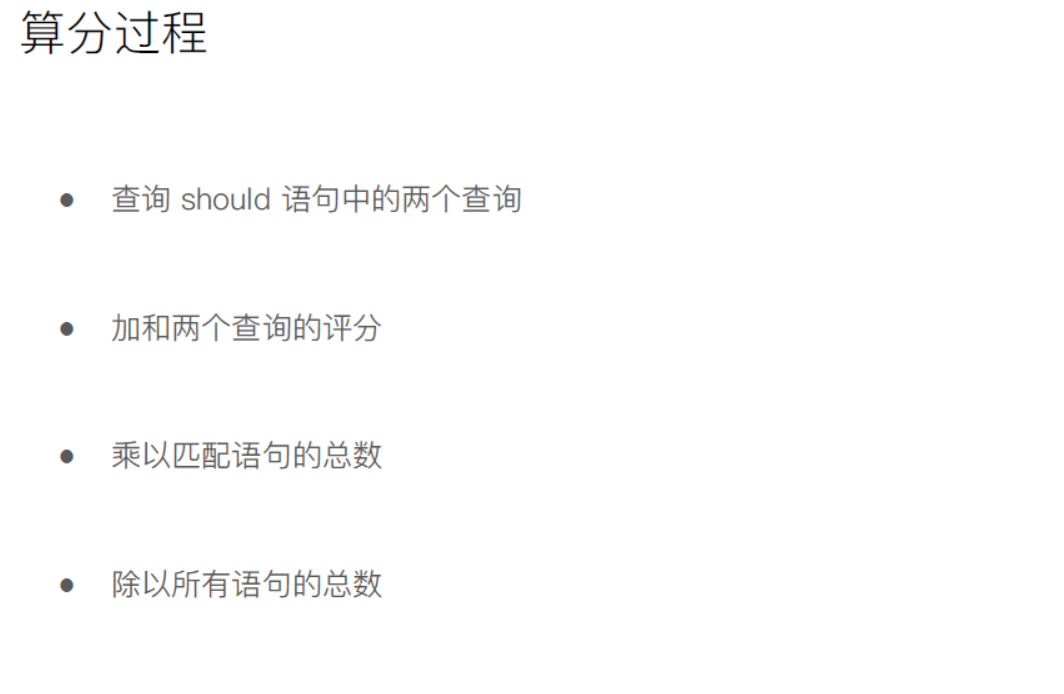 算分过程
● 查询 should 语句中的两个查询
● 加和两个查询的评分
● 乘以匹配语句的总数
● 除以所有语句的总数